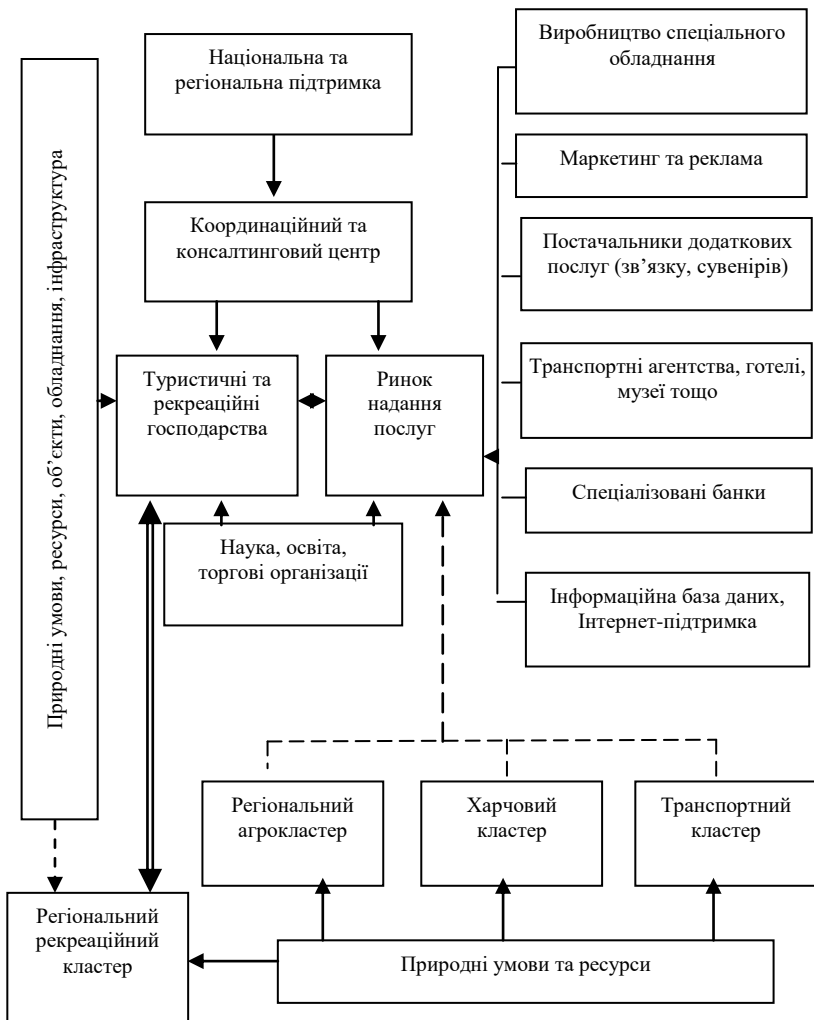 Природні умови, ресурси, об’єкти, обладнання, інфраструктура
Національна та
регіональна підтримка
Координаційний та
консалтинговий центр
Туристичні та
рекреаційні
господарства
Ринок
надання
послуг
Наука, освіта,
торгові організації
Виробництво спеціального
обладнання
Маркетинг та реклама
Постачальники додаткових
послуг (зв’язку, сувенірів)
Транспортні агентства, готелі,
музеї тощо
Спеціалізовані банки
Інформаційна база даних,
Інтернет-підтримка
Регіональний
агрокластер
Харчовий
кластер
Транспортний
кластер
Регіональний
рекреаційний
кластер
Природні умови та ресурси